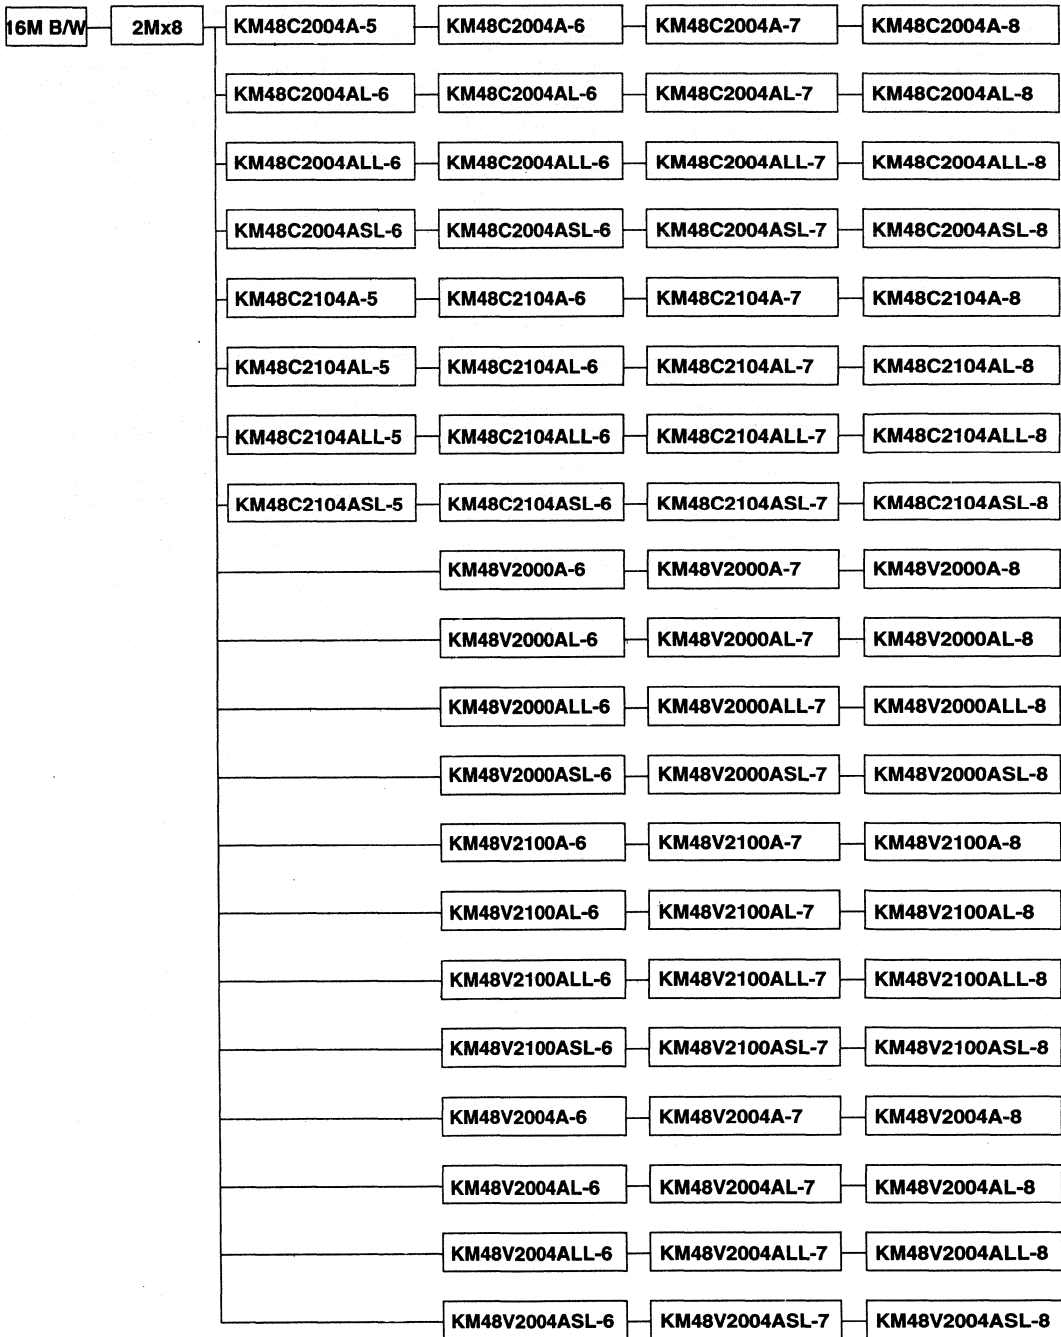 16M B/W 2Mx8 KM48C2004A-5 KM48C2004A-6 KM48C2004A-7 KM48C2004A-8
KM48C2004AL-6 KM48C2004AL-6 KM48C2004AL-7 KM48C2004AL-8
KM48C2004ALL-6 KM48C2004ALL-6 KM48C2004ALL-7 KM48C2004ALL-8
KM48C2004ASL-6 KM48C2004ASL-6 KM48C2004ASL-7 KM48C2004ASL-8
KM48C2104A-5 KM48C2104A-6 KM48C2104A-7 KM48C2104A-8
KM48C2104AL-5 KM48C2104AL-6 KM48C2104AL-7 KM48C2104AL-8
KM48C2104ALL-5 KM48C2104ALL-6 KM48C2104ALL-7 KM48C2104ALL-8
KM48C2104ASL-5 KM48C2104ASL-6 KM48C2104ASL-7 KM48C2104ASL-8
KM48V2000A-6 KM48V2000A-7 KM48V2000A-8
KM48V2000AL-6 KM48V2000AL-7 KM48V2000AL-8
KM48V2000ALL-6 KM48V2000ALL-7 KM48V2000ALL-8
KM48V2000ASL-6 KM48V2000ASL-7 KM48V2000ASL-8
KM48V2100A-6 KM48V2100A-7 KM48V2100A-8
KM48V2100AL-6 KM48V2100AL-7 KM48V2100AL-8
KM48V2100ALL-6 KM48V2100ALL-7 KM48V2100ALL-8
KM48V2100ASL-6 KM48V2100ASL-7 KM48V2100ASL-8
KM48V2004A-6 KM48V2004A-7 KM48V2004A-8
KM48V2004AL-6 KM48V2004AL-7 KM48V2004AL-8
KM48V2004ALL-6 KM48V2004ALL-7 KM48V2004ALL-8
KM48V2004ASL-6 KM48V2004ASL-7 KM48V2004ASL-8